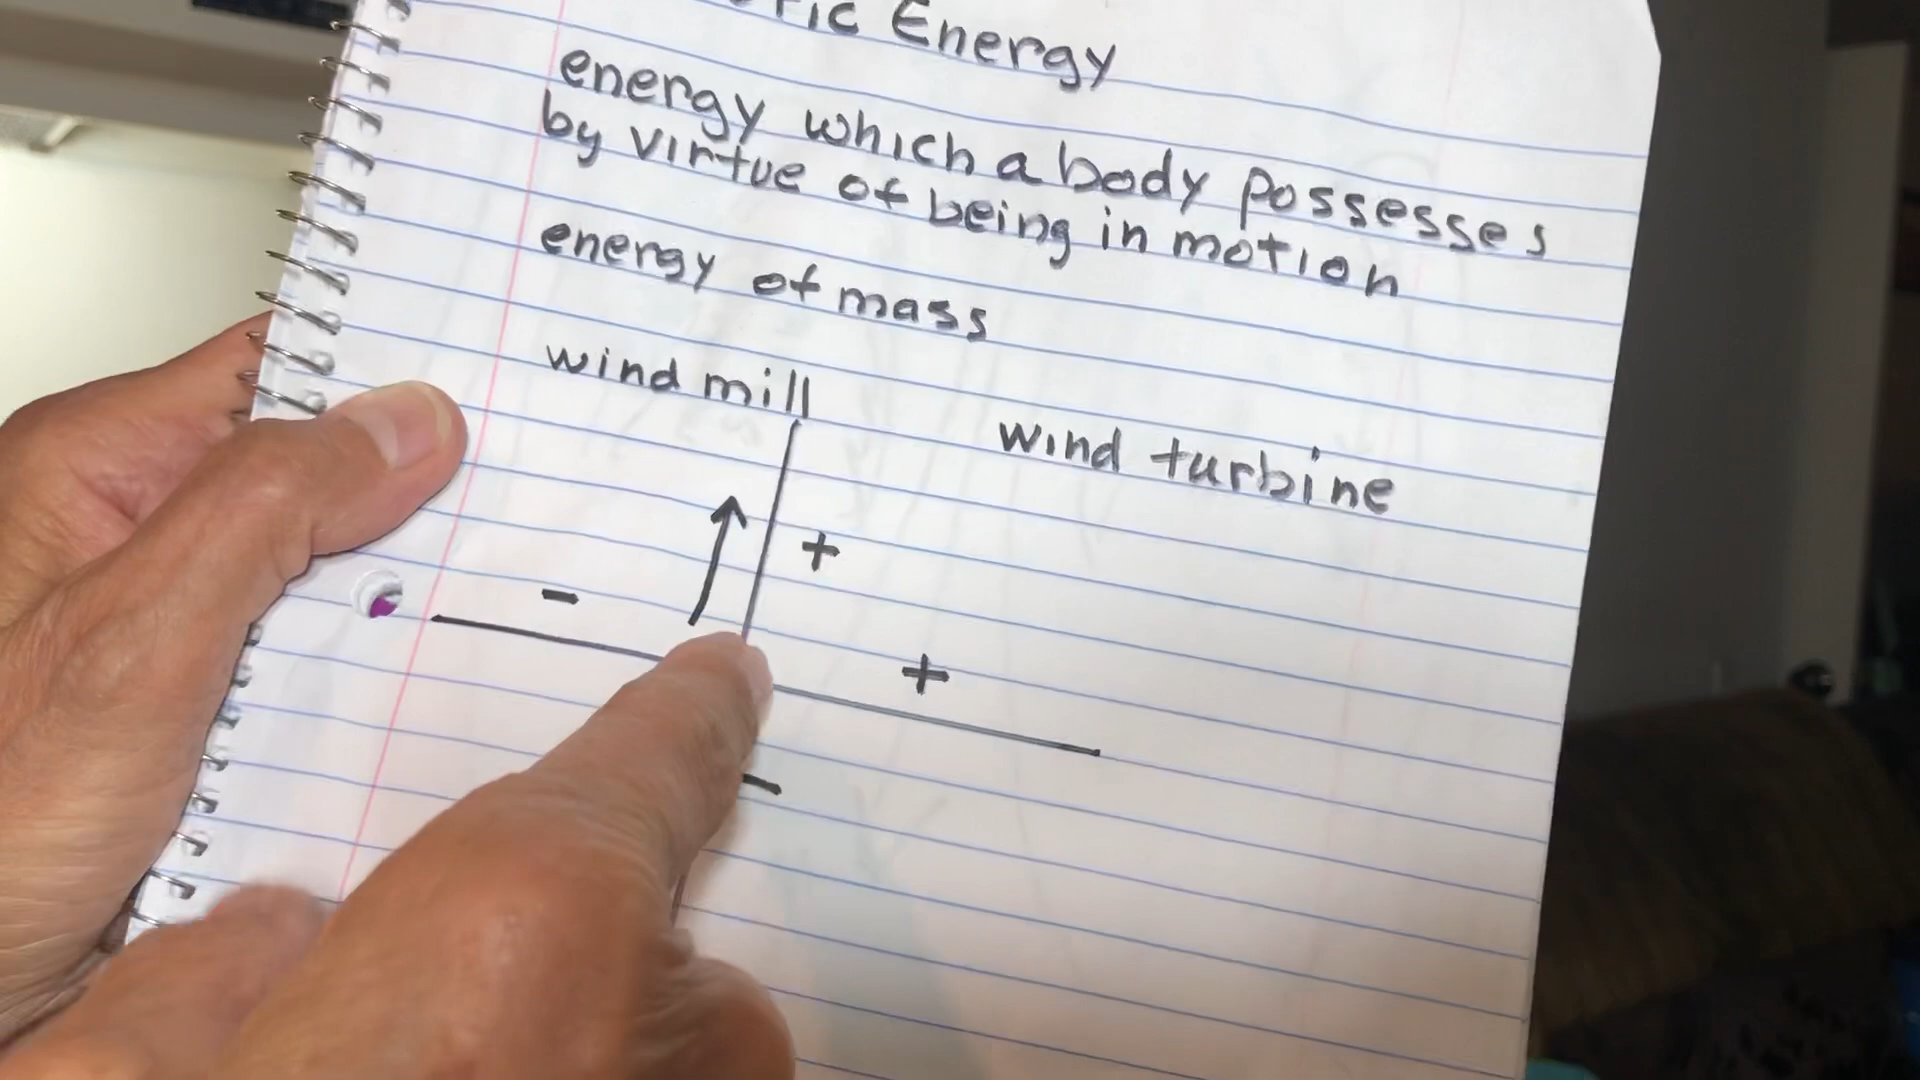 Energy
energy which a body possesses
by virtue of being in motion
energy of mass
wind mill
wind turbine
+
-
+
-